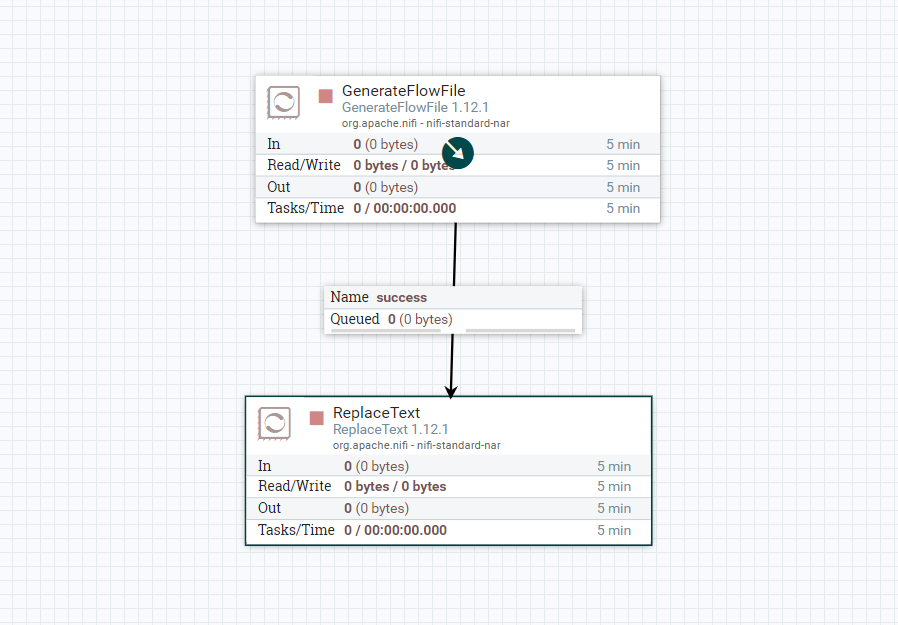 GenerateFlowFile
GenerateFlowFile 1.12.1
org.apache.nifi - nifi-standard-nar
In 0 (0 bytes) 5 min
Read/Write 0 bytes / 0 bytes 5 min
Out 0 (0 bytes) 5 min
Tasks/Time 0 / 00:00:00.000 5 min
Name success
Queued 0 (0 bytes)
ReplaceText
ReplaceText 1.12.1
org.apache.nifi - nifi-standard-nar
In 0 (0 bytes) 5 min
Read/Write 0 bytes / 0 bytes 5 min
Out 0 (0 bytes) 5 min
Tasks/Time 0 / 00:00:00.000 5 min